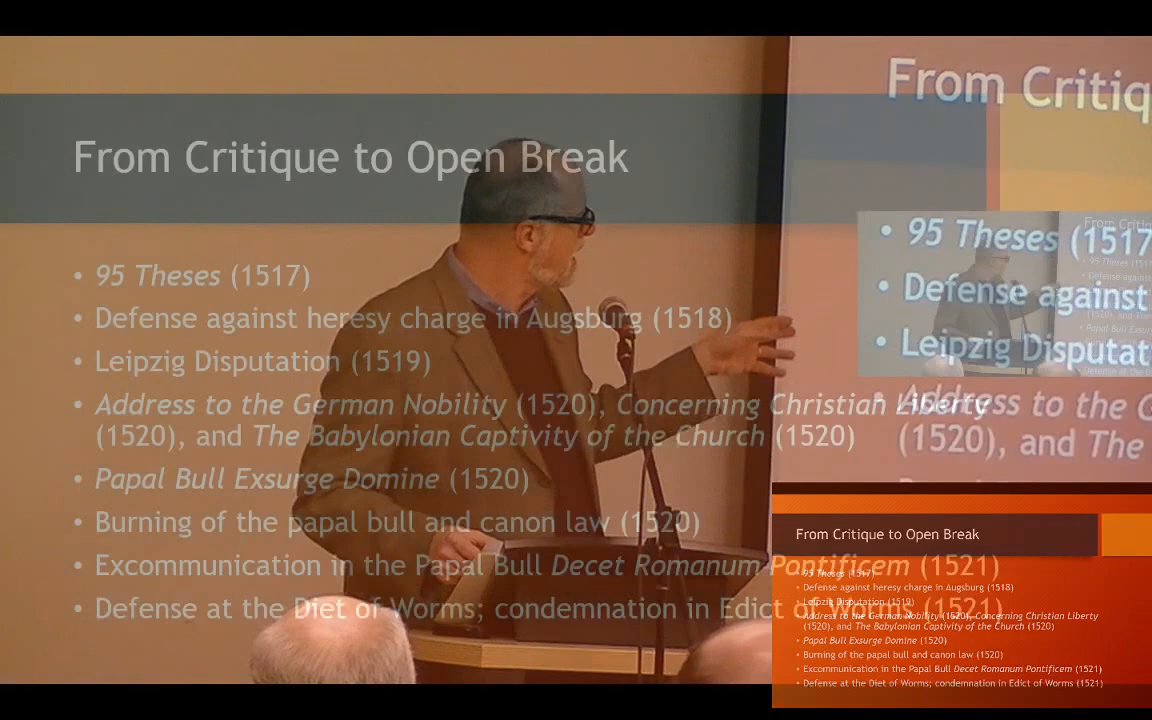 From Critique to Open Break
• 95 Theses (1517)
• Defense against heresy charge in Augsburg (1518)
• Leipzig Disputation (1519)
• Address to the German Nobility (1520), Concerning Christian Liberty
(1520), and The Babylonian Captivity of the Church (1520)
• Papal Bull Exsurge Domine (1520)
• Burning of the papal bull and canon law (1520)
• Excommunication in the Papal Bull Decet Romanum Pontificem (1521)
• Defense at the Diet of Worms; condemnation in Edict of Worms (1521)
From Critiq
• 95 Theses (1517
• Defense against
• Leipzig Disputat
• Address to the G
(1520), and The
From Critique to Open Break
• 95 Theses (1517)
• Defense against heresy charge in Augsburg (1518)
• Leipzig Disputation (1519)
• Address to the German Nobility (1520), Concerning Christian Liberty
(1520), and The Babylonian Captivity of the Church (1520)
• Papal Bull Exsurge Domine (1520)
• Burning of the papal bull and canon law (1520)
• Excommunication in the Papal Bull Decet Romanum Pontificem (1521)
• Defense at the Diet of Worms; condemnation in Edict of Worms (1521)